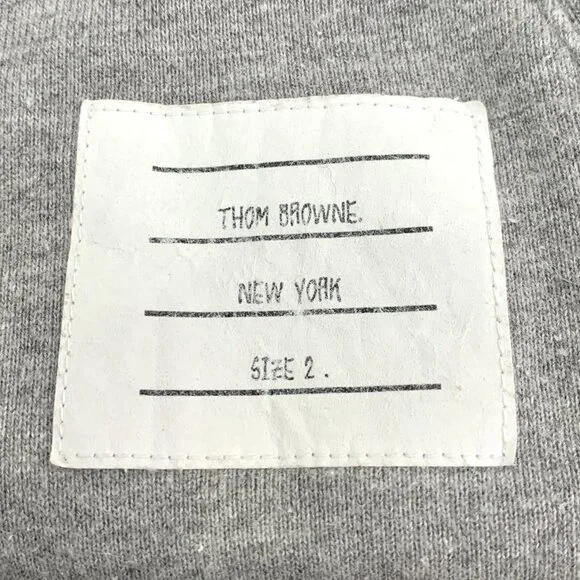 THOM BROWNE.
NEW YORK
SIZE 2.